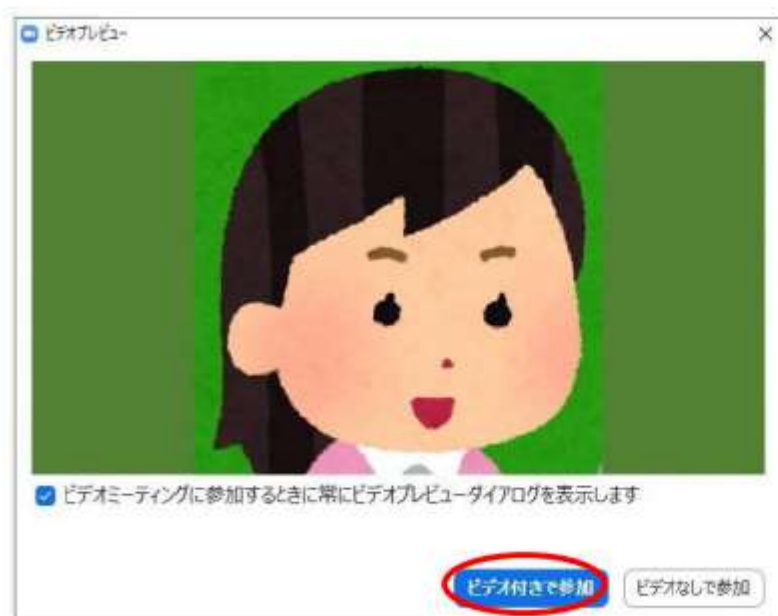 ビデオプレビュー
ビデオミーティングに参加するときに常にビデオプレビューダイアログを表示します
ビデオ付きで参加
ビデオなしで参加